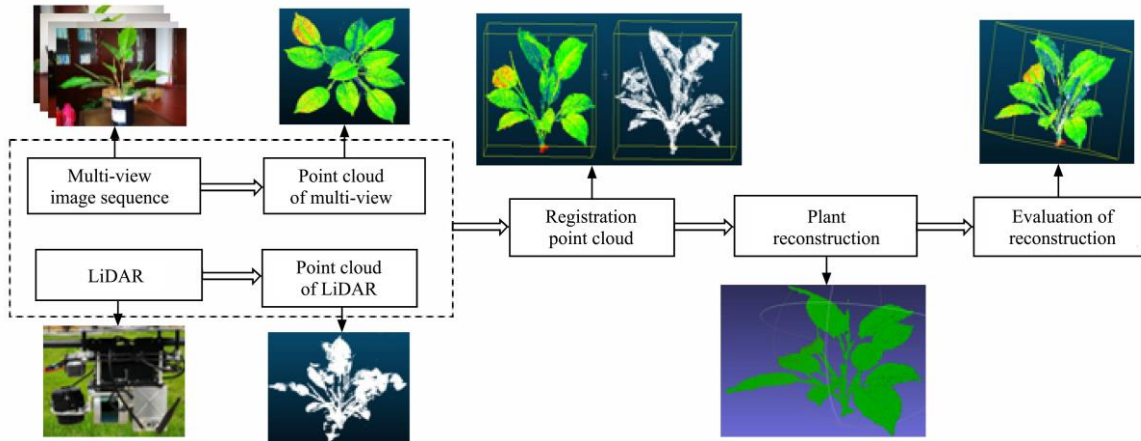 Multi-view
image sequence
Point cloud
of multi-view
LiDAR
Point cloud
of LiDAR
Registration
point cloud
Plant
reconstruction
Evaluation of
reconstruction